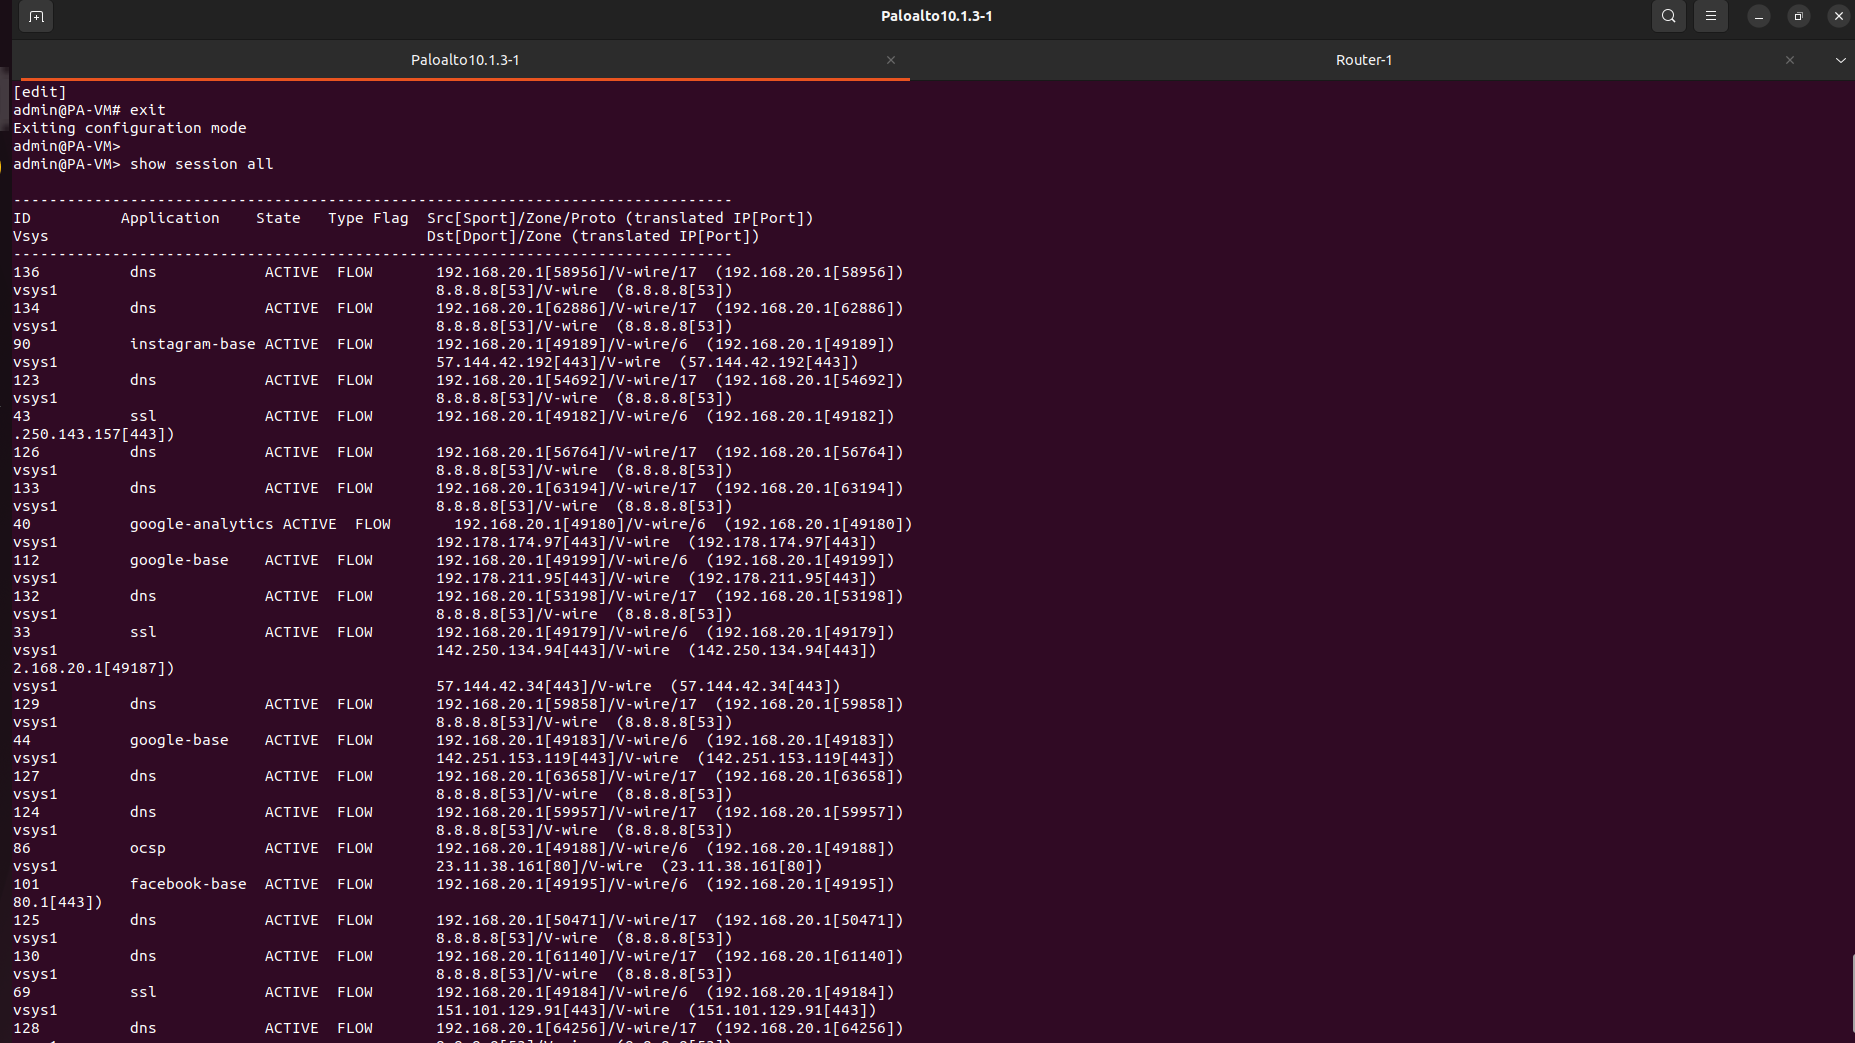 Paloalto10.1.3-1
Paloalto10.1.3-1 Router-1
[edit]
admin@PA-VM# exit
Exiting configuration mode
admin@PA-VM>
admin@PA-VM> show session all
--------------------------------------------------------------------------------
ID Application State Type Flag Src[Sport]/Zone/Proto (translated IP[Port])
Vsys Dst[Dport]/Zone (translated IP[Port])
--------------------------------------------------------------------------------
136 dns ACTIVE FLOW 192.168.20.1[58956]/V-wire/17 (192.168.20.1[58956])
vsys1 8.8.8.8[53]/V-wire (8.8.8.8[53])
134 dns ACTIVE FLOW 192.168.20.1[62886]/V-wire/17 (192.168.20.1[62886])
vsys1 8.8.8.8[53]/V-wire (8.8.8.8[53])
90 instagram-base ACTIVE FLOW 192.168.20.1[49189]/V-wire/6 (192.168.20.1[49189])
vsys1 57.144.42.192[443]/V-wire (57.144.42.192[443])
123 dns ACTIVE FLOW 192.168.20.1[54692]/V-wire/17 (192.168.20.1[54692])
vsys1 8.8.8.8[53]/V-wire (8.8.8.8[53])
43 ssl ACTIVE FLOW 192.168.20.1[49182]/V-wire/6 (192.168.20.1[49182])
.250.143.157[443])
126 dns ACTIVE FLOW 192.168.20.1[56764]/V-wire/17 (192.168.20.1[56764])
vsys1 8.8.8.8[53]/V-wire (8.8.8.8[53])
133 dns ACTIVE FLOW 192.168.20.1[63194]/V-wire/17 (192.168.20.1[63194])
vsys1 8.8.8.8[53]/V-wire (8.8.8.8[53])
40 google-analytics ACTIVE FLOW 192.168.20.1[49180]/V-wire/6 (192.168.20.1[49180])
vsys1 192.178.174.97[443]/V-wire (192.178.174.97[443])
112 google-base ACTIVE FLOW 192.168.20.1[49199]/V-wire/6 (192.168.20.1[49199])
vsys1 192.178.211.95[443]/V-wire (192.178.211.95[443])
132 dns ACTIVE FLOW 192.168.20.1[53198]/V-wire/17 (192.168.20.1[53198])
vsys1 8.8.8.8[53]/V-wire (8.8.8.8[53])
33 ssl ACTIVE FLOW 192.168.20.1[49179]/V-wire/6 (192.168.20.1[49179])
vsys1 142.250.134.94[443]/V-wire (142.250.134.94[443])
2.168.20.1[49187])
vsys1 57.144.42.34[443]/V-wire (57.144.42.34[443])
129 dns ACTIVE FLOW 192.168.20.1[59858]/V-wire/17 (192.168.20.1[59858])
vsys1 8.8.8.8[53]/V-wire (8.8.8.8[53])
44 google-base ACTIVE FLOW 192.168.20.1[49183]/V-wire/6 (192.168.20.1[49183])
vsys1 142.251.153.119[443]/V-wire (142.251.153.119[443])
127 dns ACTIVE FLOW 192.168.20.1[63658]/V-wire/17 (192.168.20.1[63658])
vsys1 8.8.8.8[53]/V-wire (8.8.8.8[53])
124 dns ACTIVE FLOW 192.168.20.1[59957]/V-wire/17 (192.168.20.1[59957])
vsys1 8.8.8.8[53]/V-wire (8.8.8.8[53])
86 ocsp ACTIVE FLOW 192.168.20.1[49188]/V-wire/6 (192.168.20.1[49188])
vsys1 23.11.38.161[80]/V-wire (23.11.38.161[80])
101 facebook-base ACTIVE FLOW 192.168.20.1[49195]/V-wire/6 (192.168.20.1[49195])
80.1[443])
125 dns ACTIVE FLOW 192.168.20.1[50471]/V-wire/17 (192.168.20.1[50471])
vsys1 8.8.8.8[53]/V-wire (8.8.8.8[53])
130 dns ACTIVE FLOW 192.168.20.1[61140]/V-wire/17 (192.168.20.1[61140])
vsys1 8.8.8.8[53]/V-wire (8.8.8.8[53])
69 ssl ACTIVE FLOW 192.168.20.1[49184]/V-wire/6 (192.168.20.1[49184])
vsys1 151.101.129.91[443]/V-wire (151.101.129.91[443])
128 dns ACTIVE FLOW 192.168.20.1[64256]/V-wire/17 (192.168.20.1[64256])